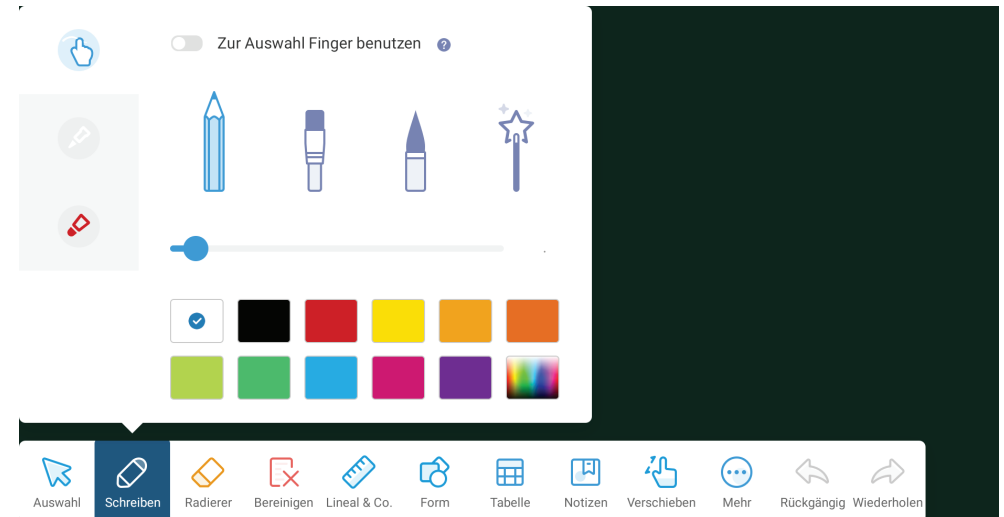 Zur Auswahl Finger benutzen ?
Auswahl Schreiben Radierer Bereinigen Lineal & Co. Form Tabelle Notizen Verschieben Mehr Rückgängig Wiederholen